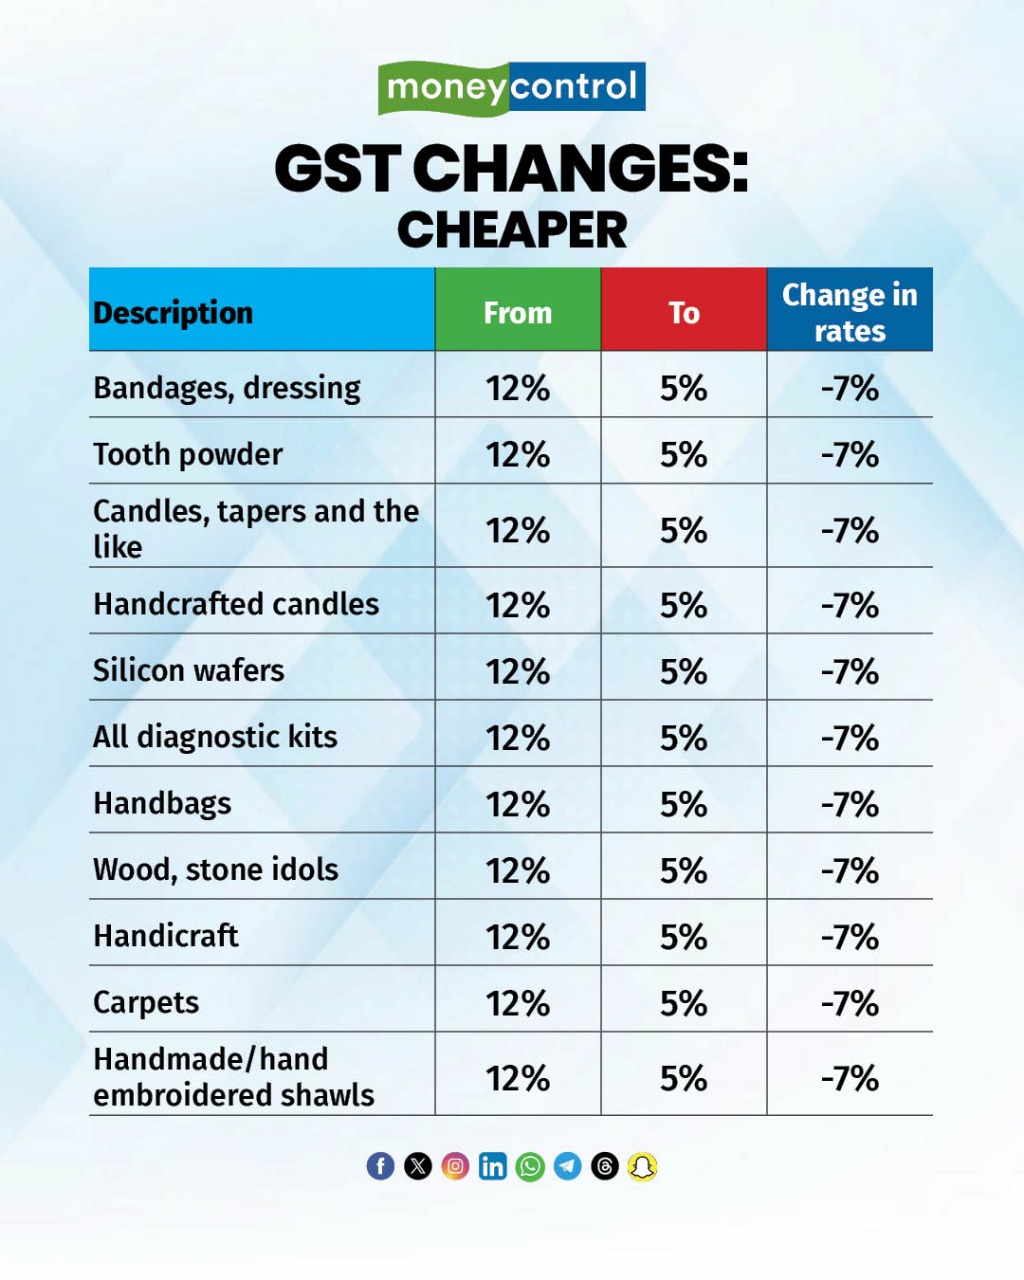 moneycontrol
GST CHANGES:
CHEAPER
Description From To Change in
rates
Bandages, dressing 12% 5% -7%
Tooth powder 12% 5% -7%
Candles, tapers and the
like 12% 5% -7%
Handcrafted candles 12% 5% -7%
Silicon wafers 12% 5% -7%
All diagnostic kits 12% 5% -7%
Handbags 12% 5% -7%
Wood, stone idols 12% 5% -7%
Handicraft 12% 5% -7%
Carpets 12% 5% -7%
Handmade/hand
embroidered shawls 12% 5% -7%